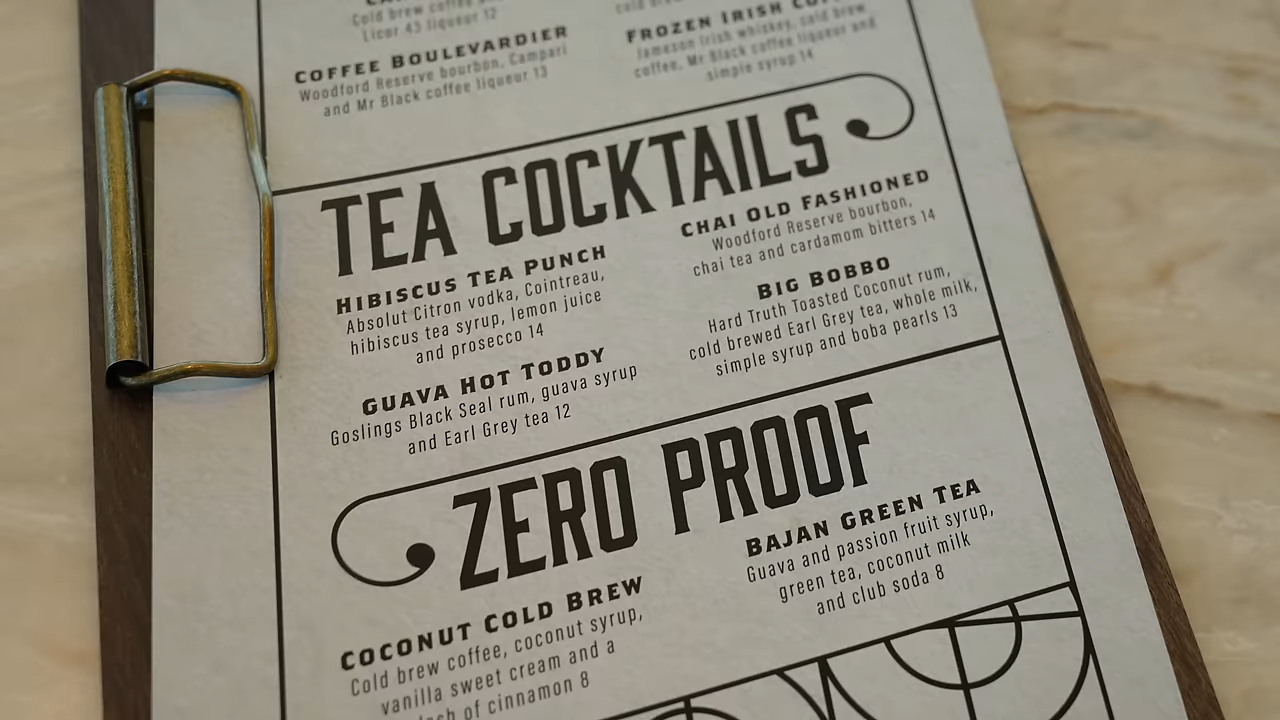 Cold brew coffee
Licor 43 liqueur 12
COFFEE BOULEVARDIER
Woodford Reserve bourbon, Campari
and Mr Black coffee liqueur 13
cold brew
FROZEN IRISH
Jameson Irish whiskey, cold brew
coffee, Mr Black coffee liqueur and
simple syrup 14
TEA COCKTAILS
HIBISCUS TEA PUNCH
Absolut Citron vodka, Cointreau,
hibiscus tea syrup, lemon juice
and prosecco 14
GUAVA HOT TODDY
Goslings Black Seal rum, guava syrup
and Earl Grey tea 12
CHAI OLD FASHIONED
Woodford Reserve bourbon,
chai tea and cardamom bitters 14
BIG BOBBO
Hard Truth Toasted Coconut rum,
cold brewed Earl Grey tea, whole milk,
simple syrup and boba pearls 13
ZERO PROOF
COCONUT COLD BREW
Cold brew coffee, coconut syrup,
vanilla sweet cream and a
of cinnamon 8
BAJAN GREEN TEA
Guava and passion fruit syrup,
green tea, coconut milk
and club soda 8